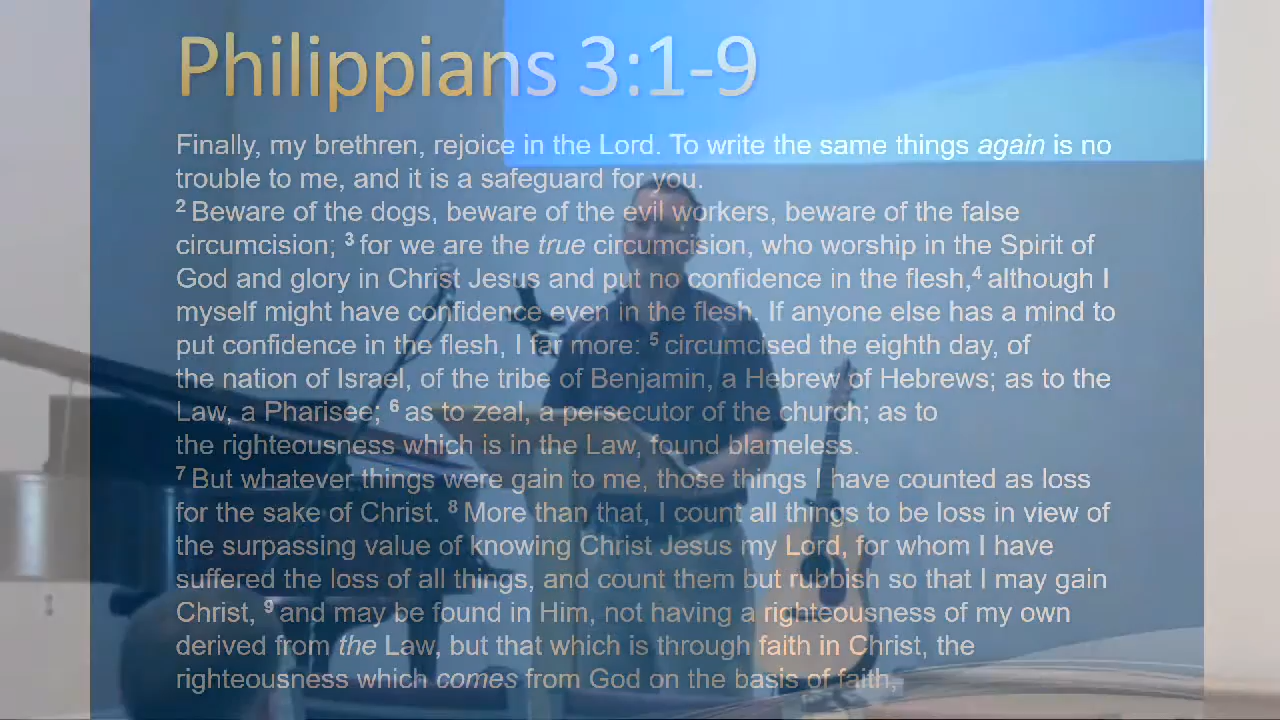 Philippians 3:1-9
Finally, my brethren, rejoice in the Lord. To write the same things again is no
trouble to me, and it is a safeguard for you.
2 Beware of the dogs, beware of the evil workers, beware of the false
circumcision; 3 for we are the true circumcision, who worship in the Spirit of
God and glory in Christ Jesus and put no confidence in the flesh,4 although I
myself might have confidence even in the flesh. If anyone else has a mind to
put confidence in the flesh, I far more: 5 circumcised the eighth day, of
the nation of Israel, of the tribe of Benjamin, a Hebrew of Hebrews; as to the
Law, a Pharisee; 6 as to zeal, a persecutor of the church; as to
the righteousness which is in the Law, found blameless.
7 But whatever things were gain to me, those things I have counted as loss
for the sake of Christ. 8 More than that, I count all things to be loss in view of
the surpassing value of knowing Christ Jesus my Lord, for whom I have
suffered the loss of all things, and count them but rubbish so that I may gain
Christ, 9 and may be found in Him, not having a righteousness of my own
derived from the Law, but that which is through faith in Christ, the
righteousness which comes from God on the basis of faith,